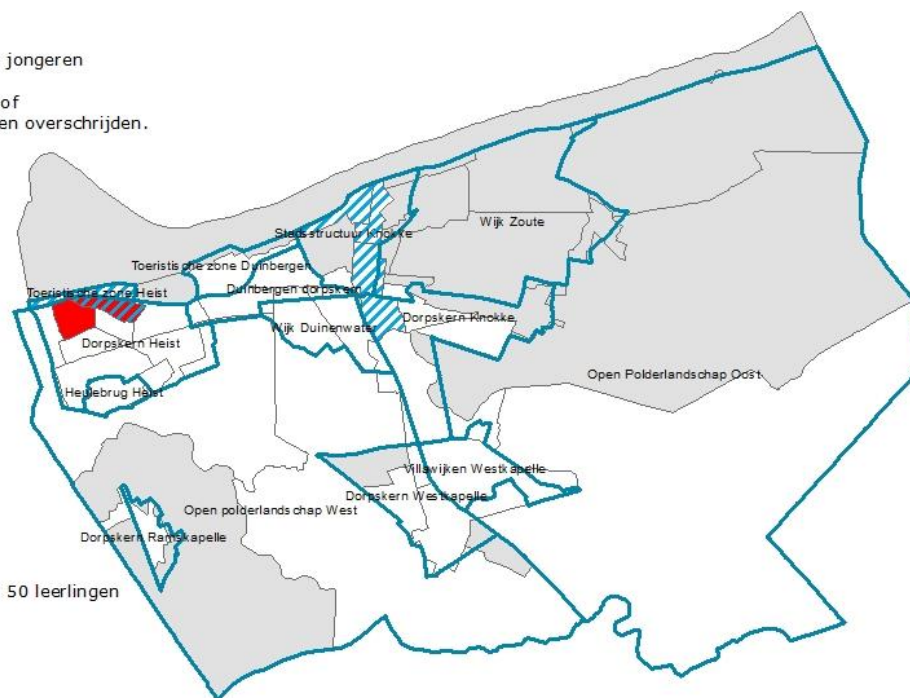 jongeren
of
en overschrijden.
Stadsstructuur Knokke
Wijk Zoute
Toeristische zone Duinbergen
Duinbergen dorpskern
Toeristische zone Heist
Wijk Duinenwater
Dorpskern Knokke
Dorpskern Heist
Open Polderlandschap Oost
Heulebrug Heist
Villawijken Westkapelle
Dorpskern Westkapelle
Open polderlandschap West
Dorpskern Ramskapelle
50 leerlingen